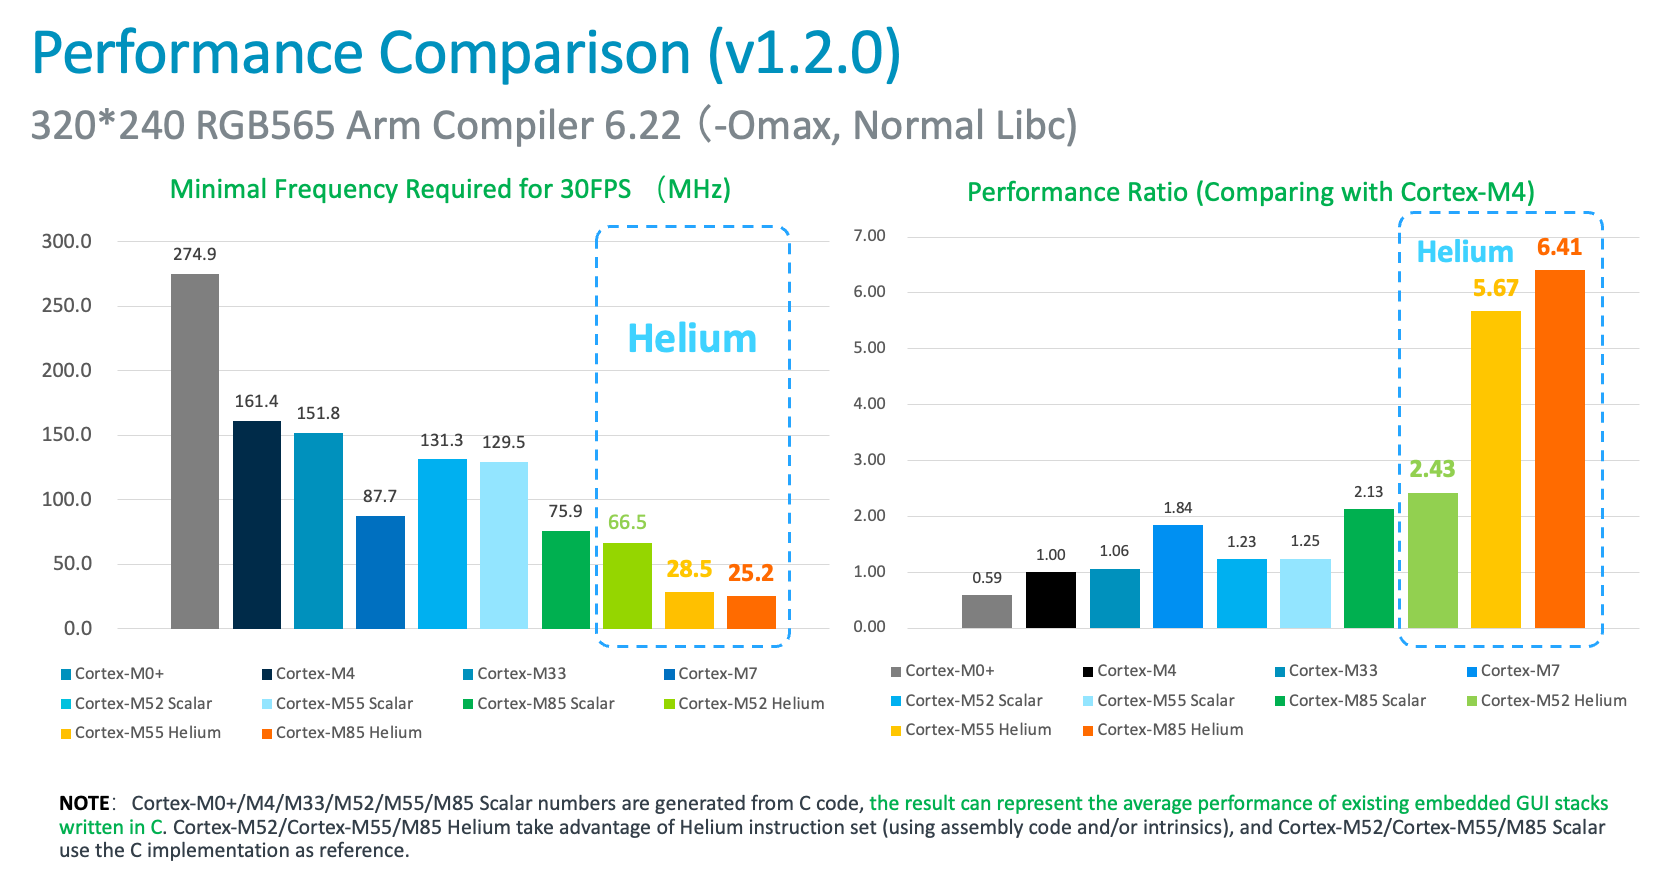 Performance Comparison (v1.2.0)
320*240 RGB565 Arm Compiler 6.22（-Omax, Normal Libc)
Minimal Frequency Required for 30FPS （MHz)
300.0
250.0
200.0
150.0
100.0
50.0
0.0
274.9
161.4
151.8
87.7
131.3
129.5
75.9
66.5
28.5
25.2
Helium
Cortex-M0+ Cortex-M4 Cortex-M33 Cortex-M7
Cortex-M52 Scalar Cortex-M55 Scalar Cortex-M85 Scalar Cortex-M52 Helium
Cortex-M55 Helium Cortex-M85 Helium
Performance Ratio (Comparing with Cortex-M4)
7.00
6.00
5.00
4.00
3.00
2.00
1.00
0.00
0.59
1.00
1.06
1.84
1.23
1.25
2.13
2.43
5.67
6.41
Helium
Cortex-M0+ Cortex-M4 Cortex-M33 Cortex-M7
Cortex-M52 Scalar Cortex-M55 Scalar Cortex-M85 Scalar Cortex-M52 Helium
Cortex-M55 Helium Cortex-M85 Helium
NOTE： Cortex-M0+/M4/M33/M52/M55/M85 Scalar numbers are generated from C code, the result can represent the average performance of existing embedded GUI stacks
written in C. Cortex-M52/Cortex-M55/M85 Helium take advantage of Helium instruction set (using assembly code and/or intrinsics), and Cortex-M52/Cortex-M55/M85 Scalar
use the C implementation as reference.